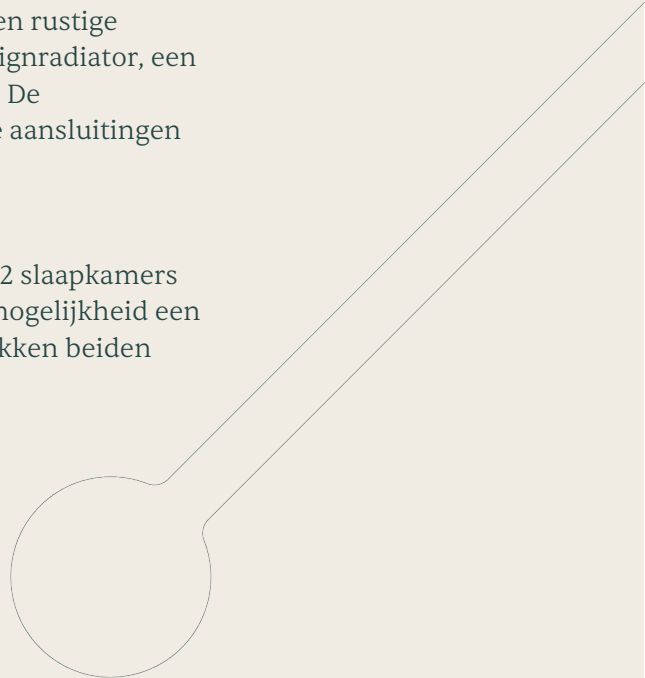 en rustige
ignradiator, een
De
aansluitingen
2 slaapkamers
mogelijkheid een
kken beiden